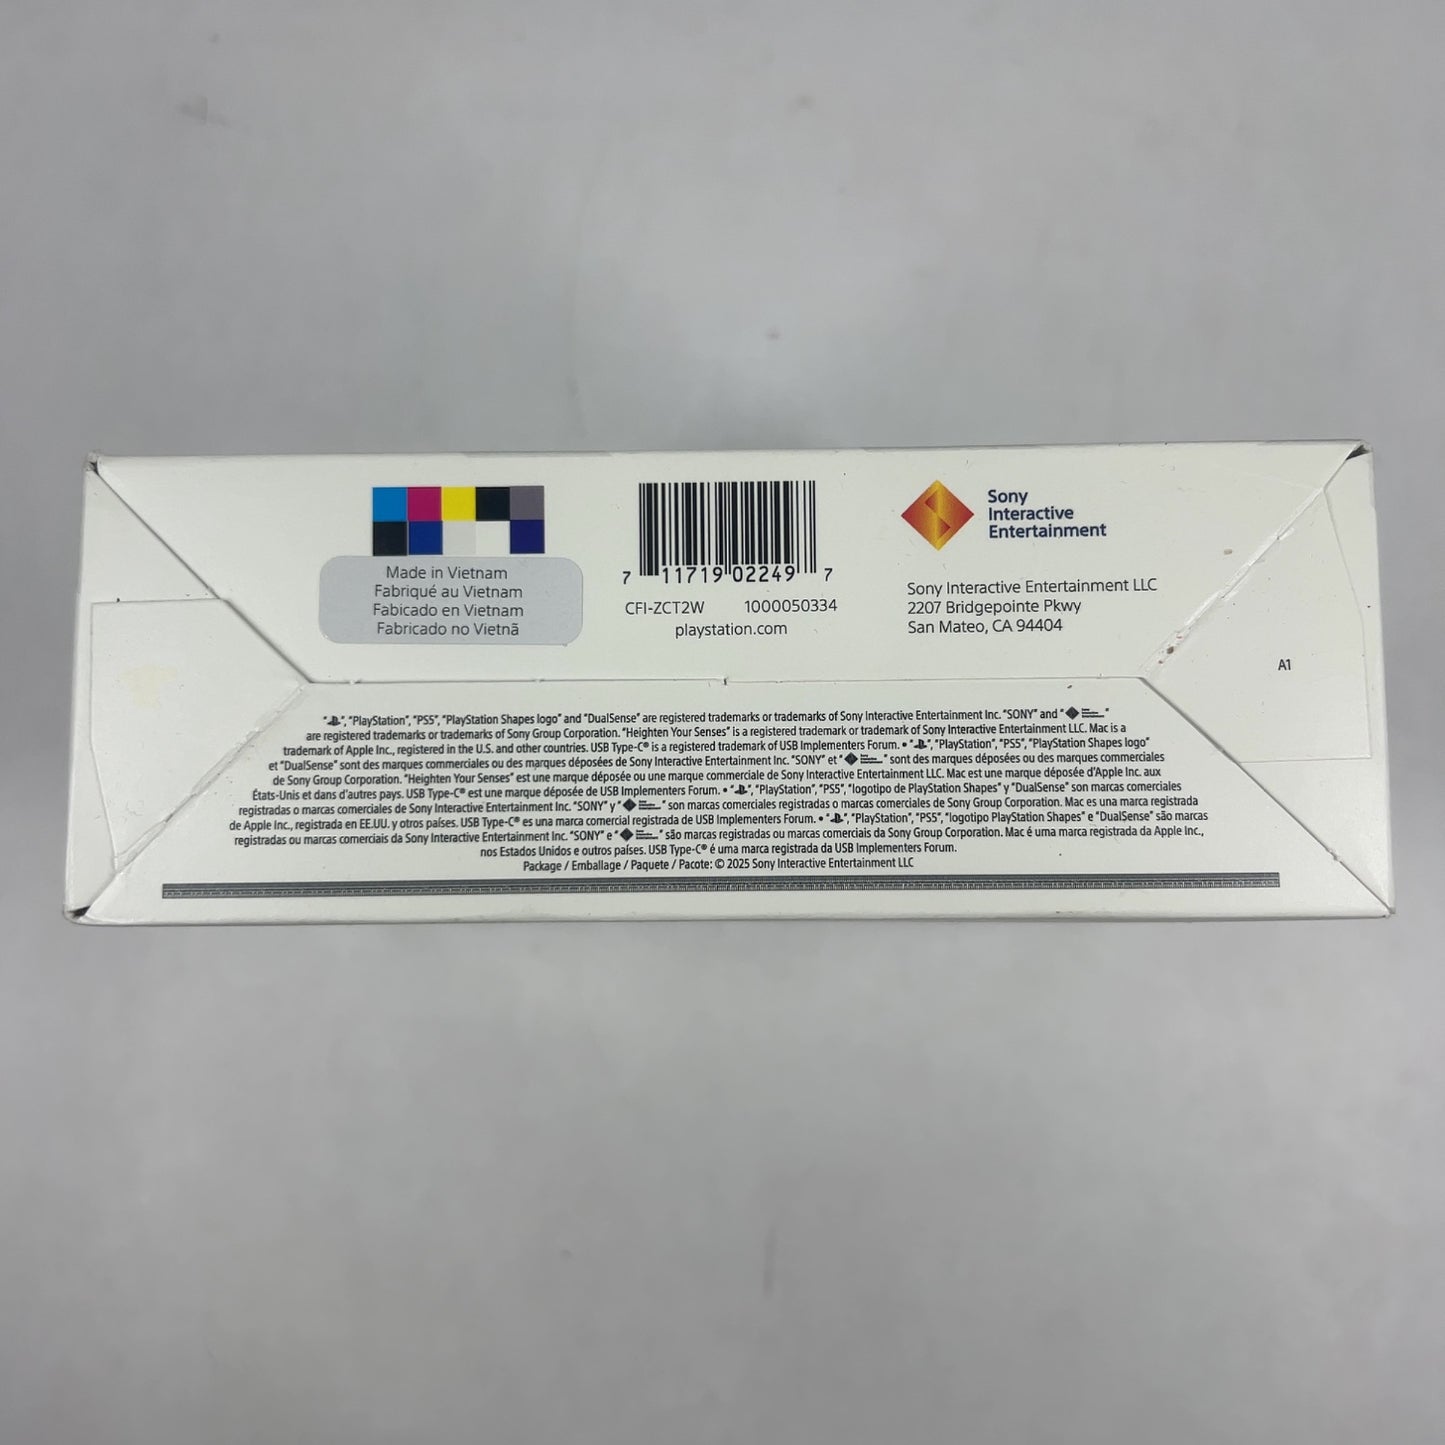 Made in Vietnam
Fabriqué au Vietnam
Fabicado en Vietnam
Fabricado no Vietnã
7 11719 02249 7
CFI-ZCT2W 1000050334
playstation.com
Sony
Interactive
Entertainment
Sony Interactive Entertainment LLC
2207 Bridgepointe Pkwy
San Mateo, CA 94404
A1
" ", "PlayStation", "PS5", "PlayStation Shapes logo" and "DualSense" are registered trademarks or trademarks of Sony Interactive Entertainment Inc. "SONY" and " "
are registered trademarks or trademarks of Sony Group Corporation. "Heighten Your Senses" is a registered trademark or trademark of Sony Interactive Entertainment LLC. Mac is a
trademark of Apple Inc., registered in the U.S. and other countries. USB Type-C® is a registered trademark of USB Implementers Forum. • " ", "PlayStation", "PS5", "PlayStation Shapes logo"
et "DualSense" sont des marques commerciales ou des marques déposées de Sony Interactive Entertainment Inc. "SONY" et " " sont des marques déposées ou des marques commerciales
de Sony Group Corporation. "Heighten Your Senses" est une marque déposée ou une marque commerciale de Sony Interactive Entertainment LLC. Mac est une marque déposée d'Apple Inc. aux
États-Unis et dans d'autres pays. USB Type-C® est une marque déposée de USB Implementers Forum. • " ", "PlayStation", "PS5", "logotipo de PlayStation Shapes" y "DualSense" son marcas comerciales
registradas o marcas comerciales de Sony Interactive Entertainment Inc. "SONY" y " " son marcas comerciales registradas o marcas comerciales de Sony Group Corporation. Mac es una marca registrada
de Apple Inc., registrada en EE.UU. y otros países. USB Type-C® es una marca comercial registrada de USB Implementers Forum. • " ", "PlayStation", "PS5", "logotipo PlayStation Shapes" e "DualSense" são marcas
registradas ou marcas comerciais da Sony Interactive Entertainment Inc. "SONY" e " " são marcas registradas ou marcas comerciais da Sony Group Corporation. Mac é uma marca registrada da Apple Inc.,
nos Estados Unidos e outros países. USB Type-C® é uma marca registrada da USB Implementers Forum.
Package / Emballage / Paquete / Pacote: © 2025 Sony Interactive Entertainment LLC